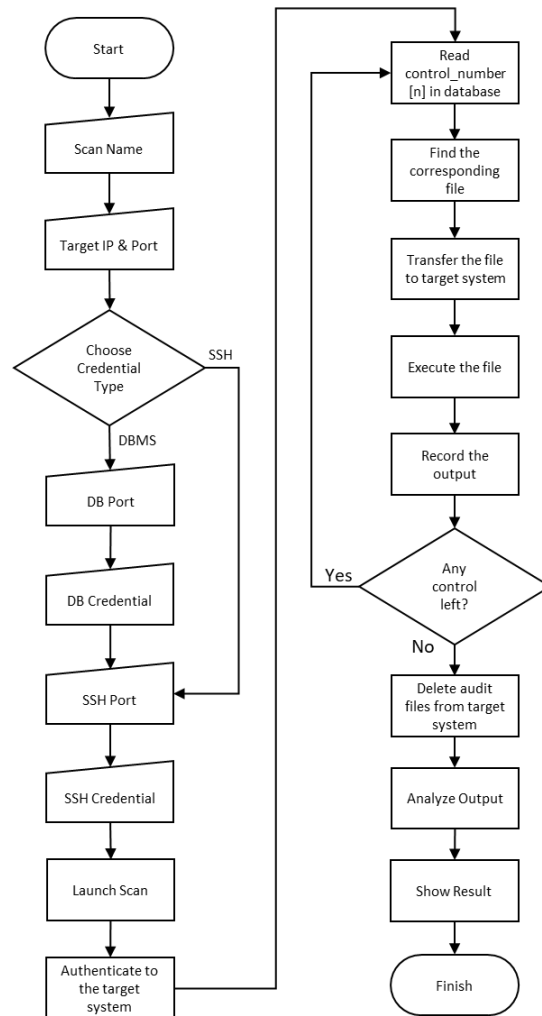 Start
Scan Name
Target IP & Port
Choose
Credential
Type
SSH
DBMS
DB Port
DB Credential
SSH Port
SSH Credential
Launch Scan
Authenticate to
the target
system
Read
control_number
[n] in database
Find the
corresponding
file
Transfer the file
to target system
Execute the file
Record the
output
Any
control
left?
Yes
No
Delete audit
files from target
system
Analyze Output
Show Result
Finish